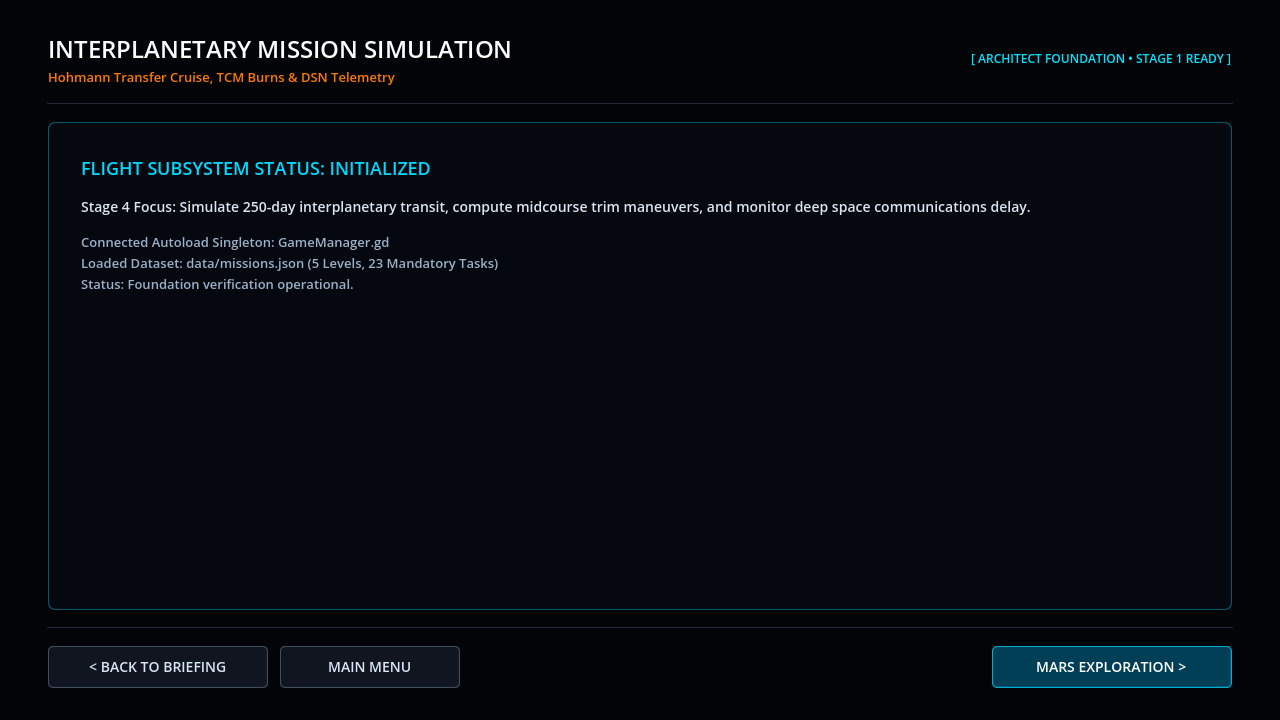 INTERPLANETARY MISSION SIMULATION
Hohmann Transfer Cruise, TCM Burns & DSN Telemetry
[ ARCHITECT FOUNDATION • STAGE 1 READY ]
FLIGHT SUBSYSTEM STATUS: INITIALIZED
Stage 4 Focus: Simulate 250-day interplanetary transit, compute midcourse trim maneuvers, and monitor deep space communications delay.
Connected Autoload Singleton: GameManager.gd
Loaded Dataset: data/missions.json (5 Levels, 23 Mandatory Tasks)
Status: Foundation verification operational.
< BACK TO BRIEFING
MAIN MENU
MARS EXPLORATION >